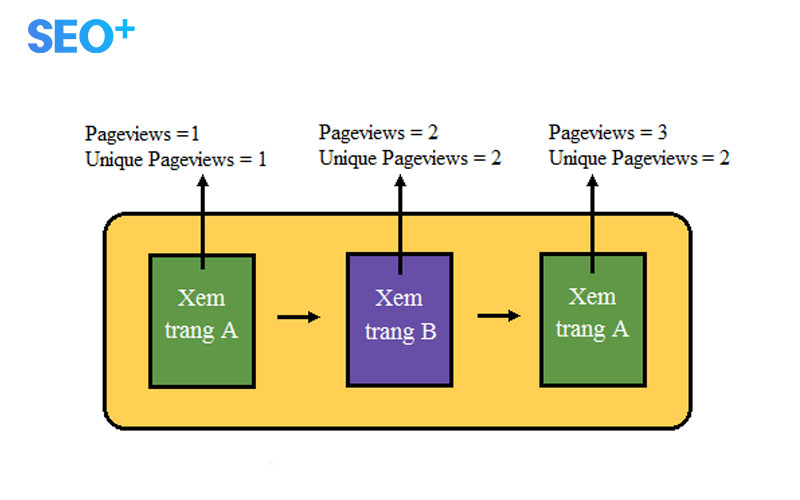 SEO+
Pageviews =1
Unique Pageviews = 1
Pageviews = 2
Unique Pageviews = 2
Pageviews = 3
Unique Pageviews = 2
Xem
trang A
Xem
trang B
Xem
trang A